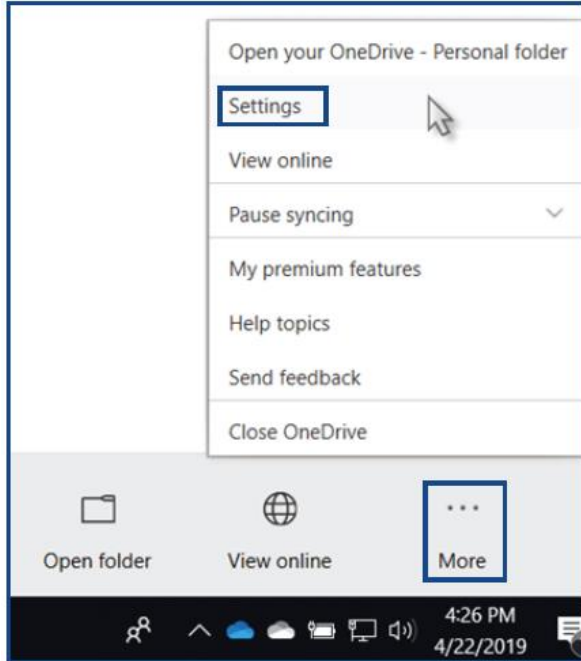 Open your OneDrive - Personal folder
Settings
View online
Pause syncing
My premium features
Help topics
Send feedback
Close OneDrive
Open folder View online More
4:26 PM
4/22/2019